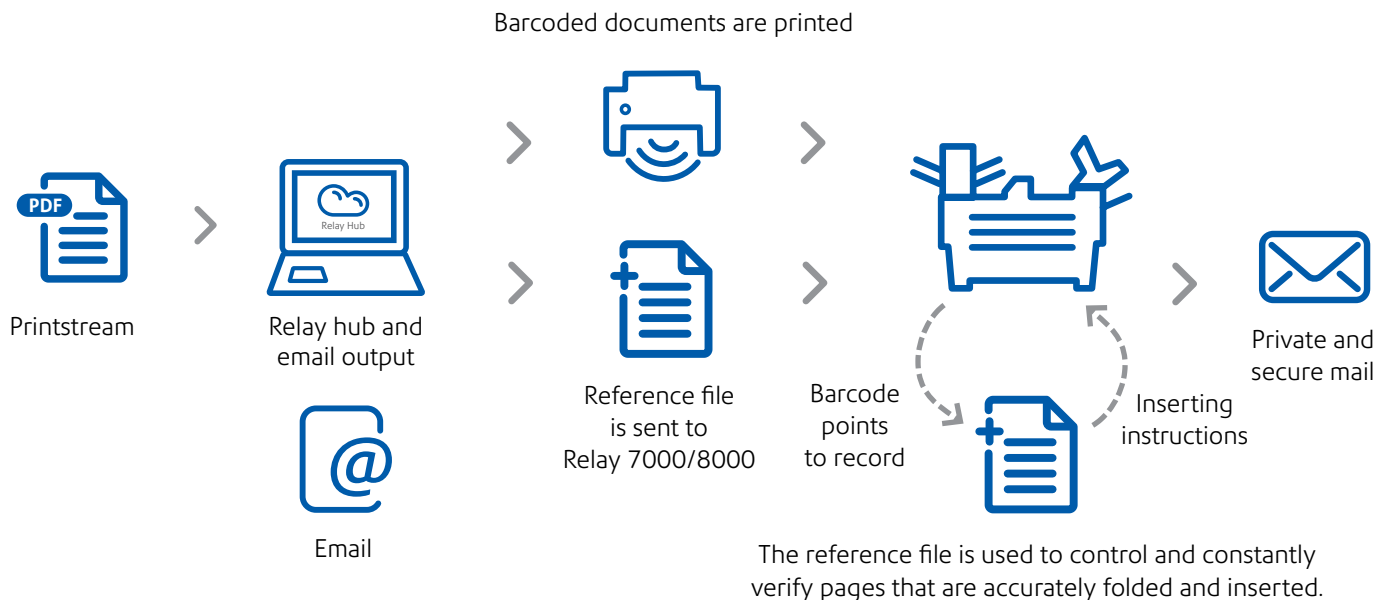 Barcoded documents are printed
PDF
Printstream
Relay Hub
Relay hub and
email output
@
Email
Reference file
is sent to
Relay 7000/8000
Barcode
points
to record
Inserting
instructions
Private and
secure mail
The reference file is used to control and constantly
verify pages that are accurately folded and inserted.